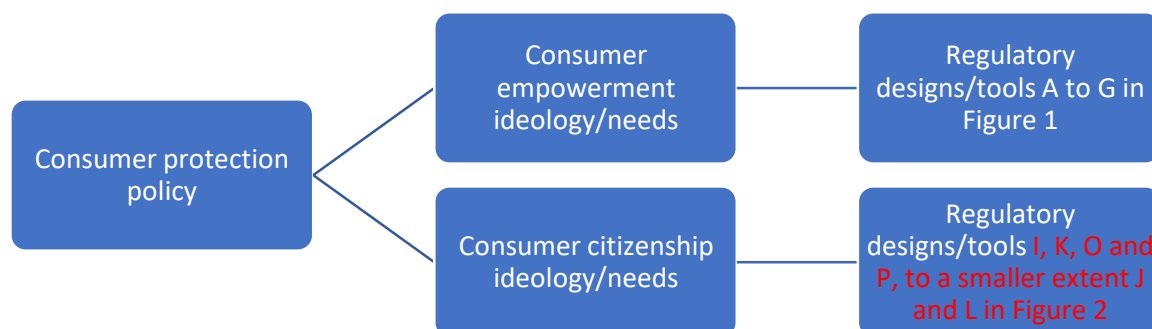 Consumer protection
policy
Consumer
empowerment
ideology/needs
Regulatory
designs/tools A to G in
Figure 1
Consumer citizenship
ideology/needs
Regulatory
designs/tools I, K, O and
P, to a smaller extent J
and L in Figure 2